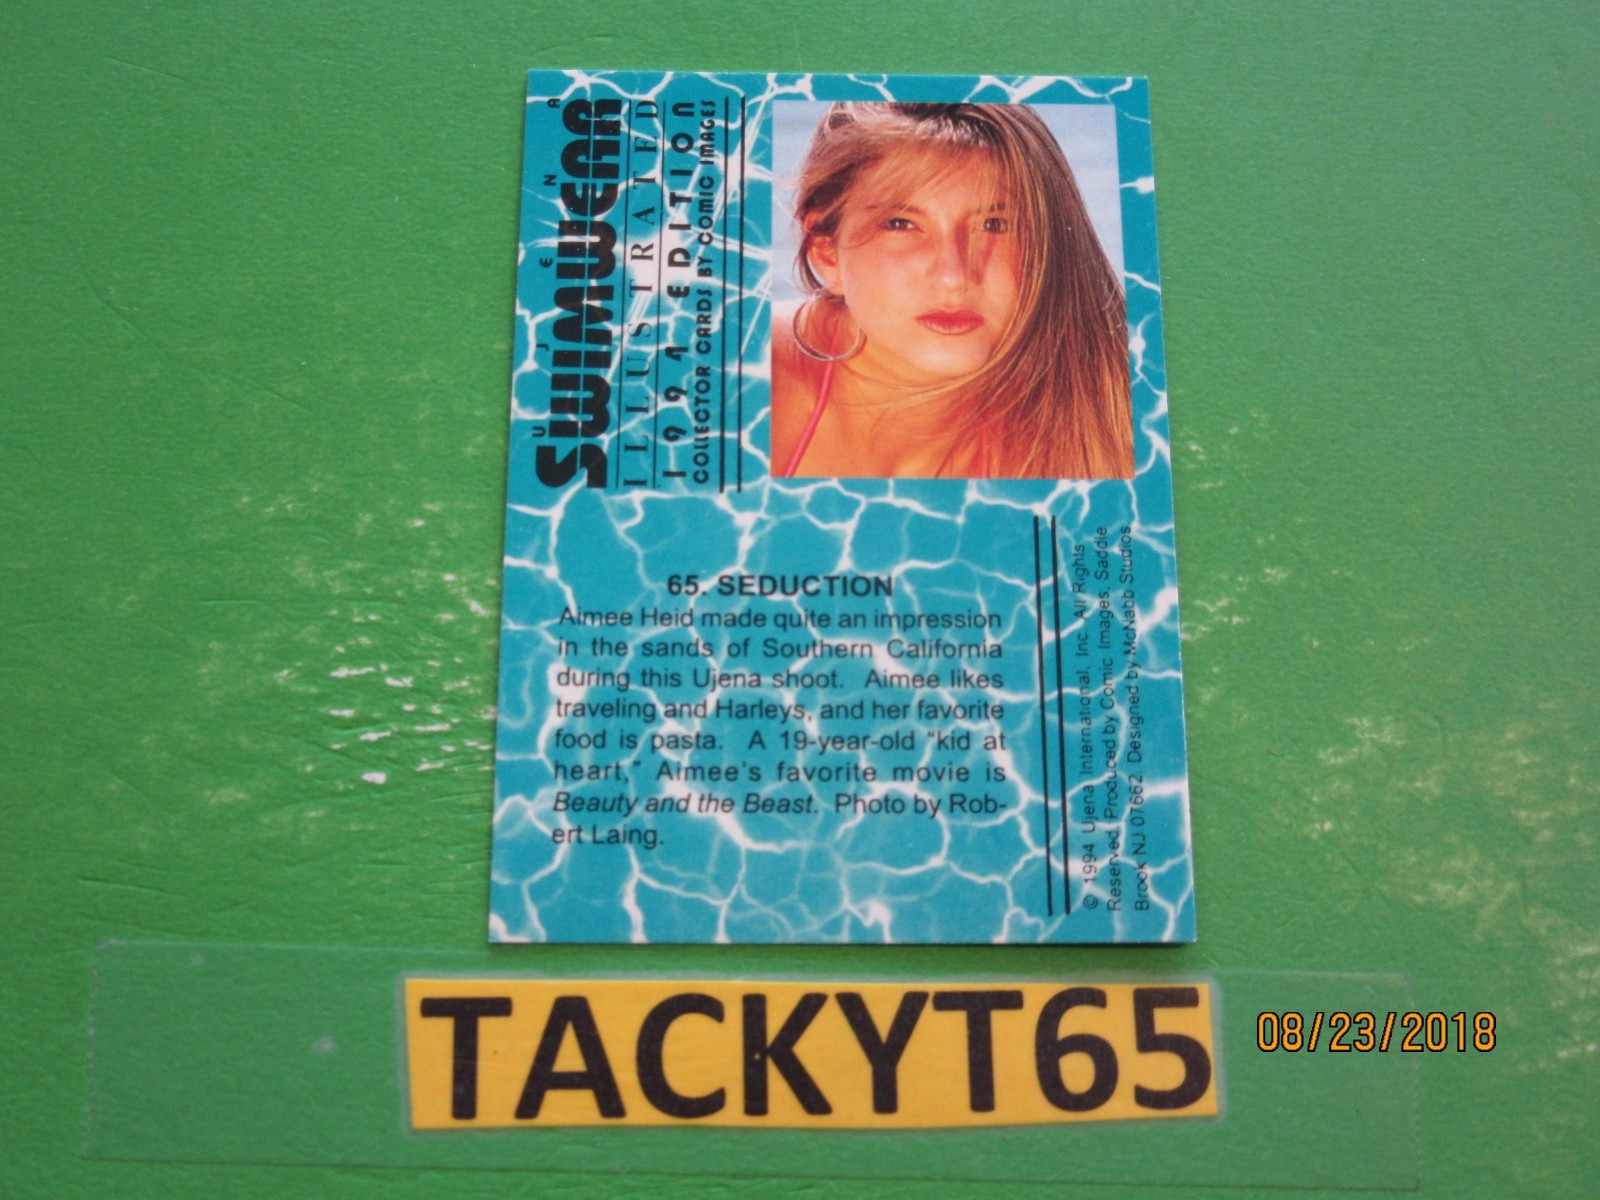 UJENA
SWIMWEAR
ILLUSTRATED
1994 EDITION
COLLECTOR CARDS BY COMIC IMAGES
65. SEDUCTION
Aimee Heid made quite an impression
in the sands of Southern California
during this Ujena shoot. Aimee likes
traveling and Harleys, and her favorite
food is pasta. A 19-year-old "kid at
heart," Aimee's favorite movie is
Beauty and the Beast. Photo by Rob-
ert Laing.
© 1994 Ujena International, Inc. All Rights
Reserved. Produced by Comic Images, Saddle
Brook NJ 07662. Designed by McNabb Studios
TACKYT65
08/23/2018